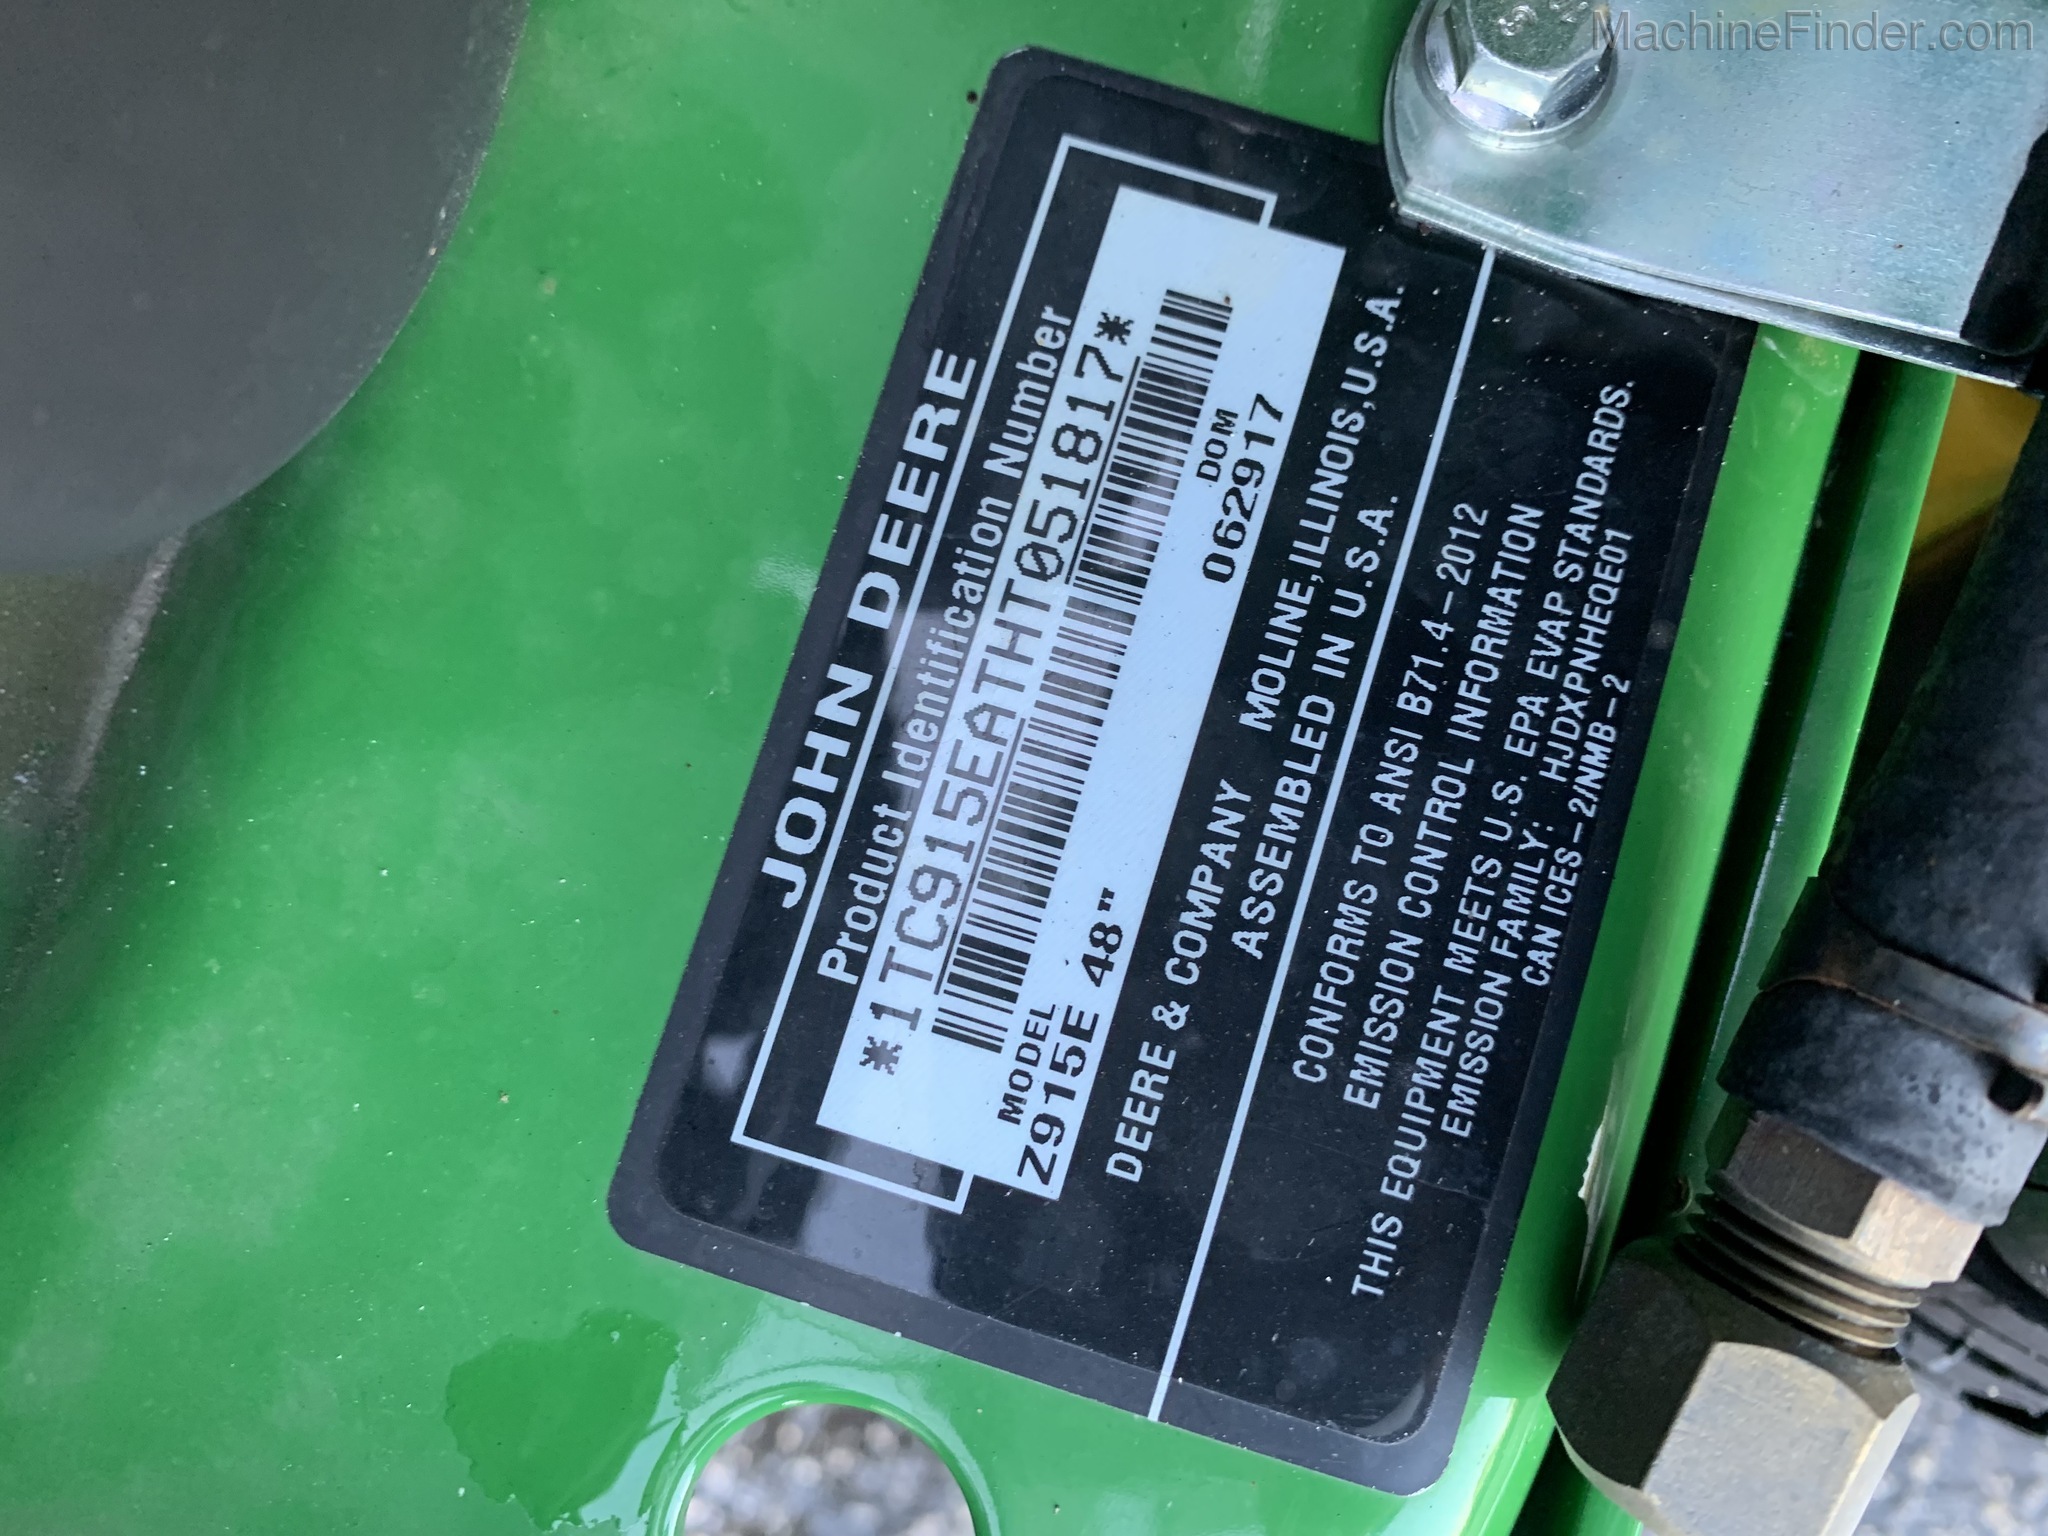 MachineFinder.com
JOHN DEERE
Product Identification Number
*1TC915EATHT051817*
MODEL DOM
Z915E 48" 062917
DEERE & COMPANY MOLINE, ILLINOIS, U.S.A.
ASSEMBLED IN U.S.A.
CONFORMS TO ANSI B71.4-2012
EMISSION CONTROL INFORMATION
THIS EQUIPMENT MEETS U.S. EPA EVAP STANDARDS.
EMISSION FAMILY: HJDXPNHEQE01
CAN ICES-2/NMB-2